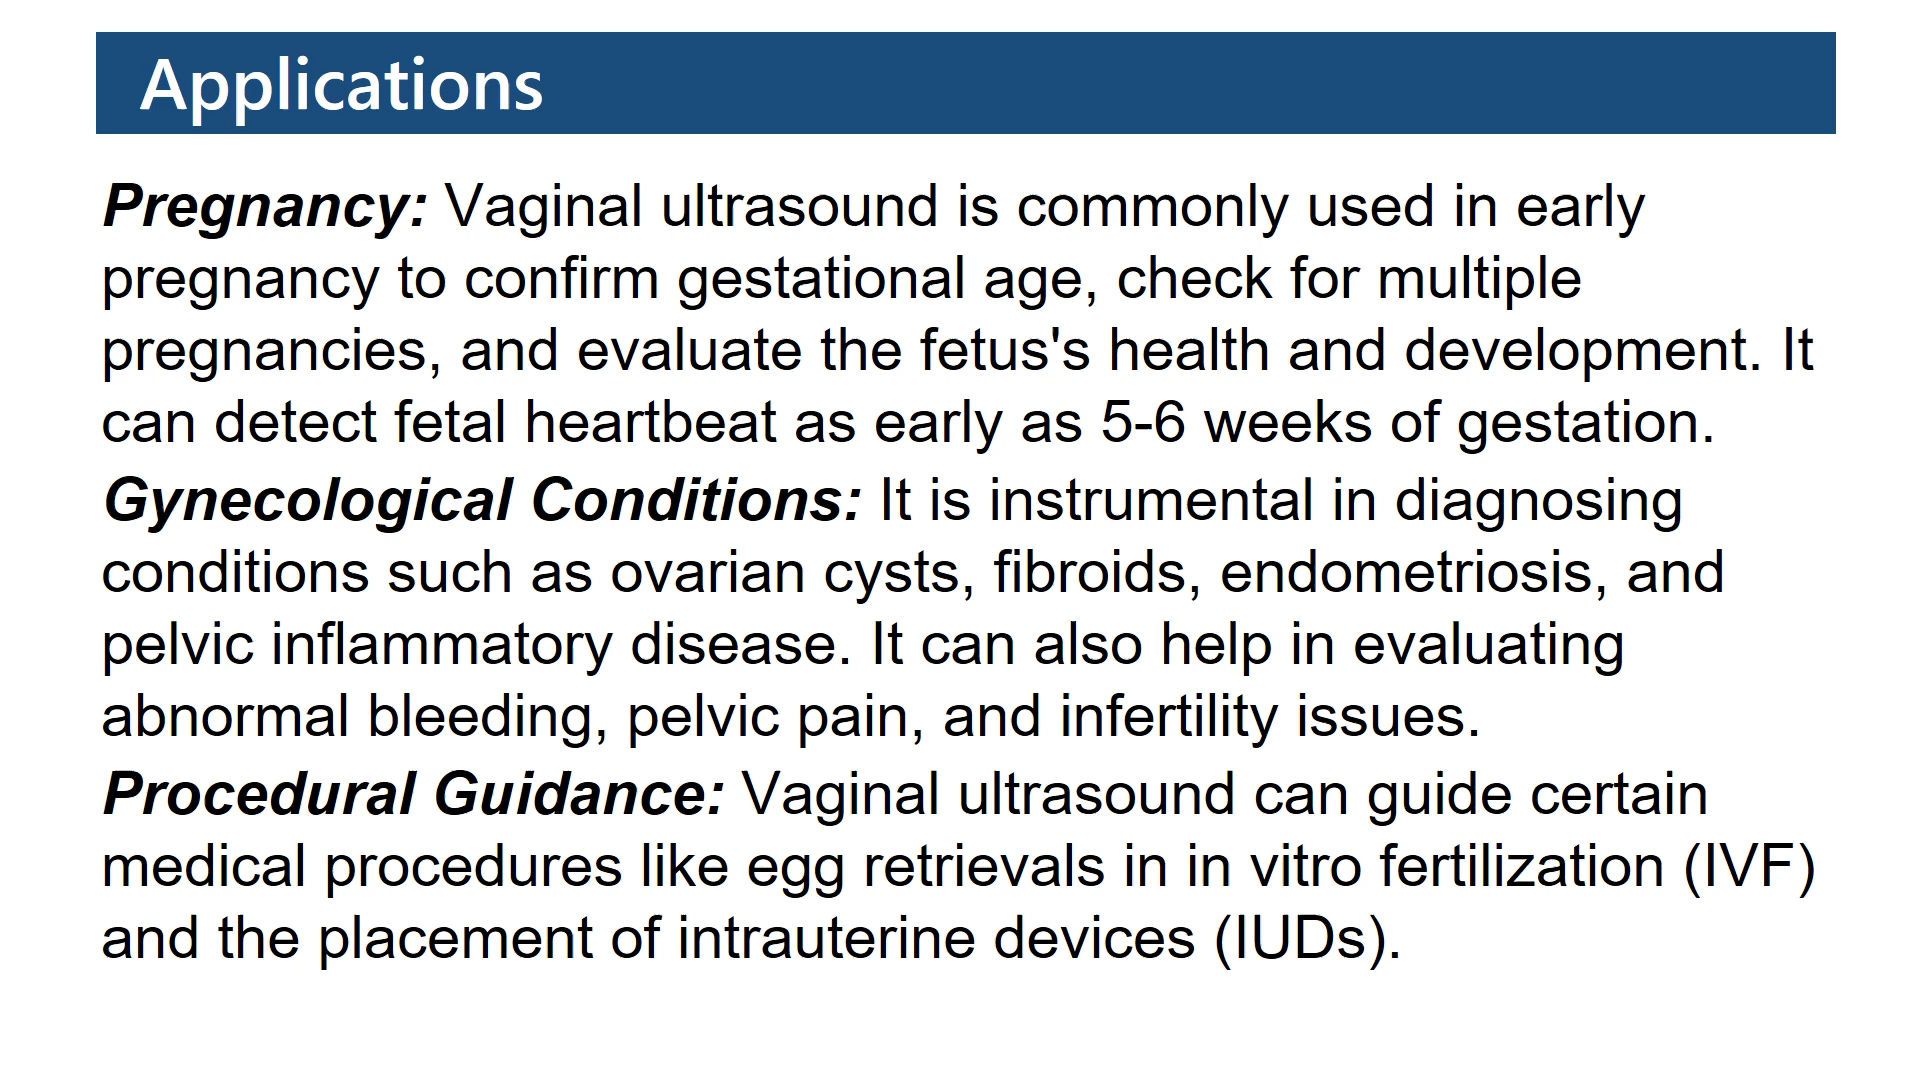 Applications
Pregnancy: Vaginal ultrasound is commonly used in early
pregnancy to confirm gestational age, check for multiple
pregnancies, and evaluate the fetus's health and development. It
can detect fetal heartbeat as early as 5-6 weeks of gestation.
Gynecological Conditions: It is instrumental in diagnosing
conditions such as ovarian cysts, fibroids, endometriosis, and
pelvic inflammatory disease. It can also help in evaluating
abnormal bleeding, pelvic pain, and infertility issues.
Procedural Guidance: Vaginal ultrasound can guide certain
medical procedures like egg retrievals in in vitro fertilization (IVF)
and the placement of intrauterine devices (IUDs).